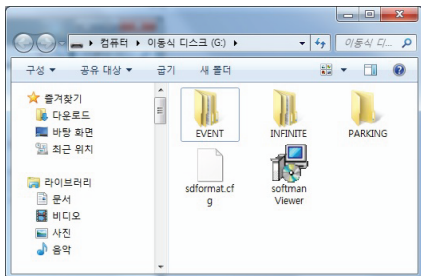 컴퓨터 ▸ 이동식 디스크 (G:) ▸
이동식 디...
구성 공유 대상 굽기 새 폴더
즐겨찾기
다운로드
바탕 화면
최근 위치
라이브러리
문서
비디오
사진
음악
EVENT
INFINITE
PARKING
sdformat.cf
g
softman
Viewer